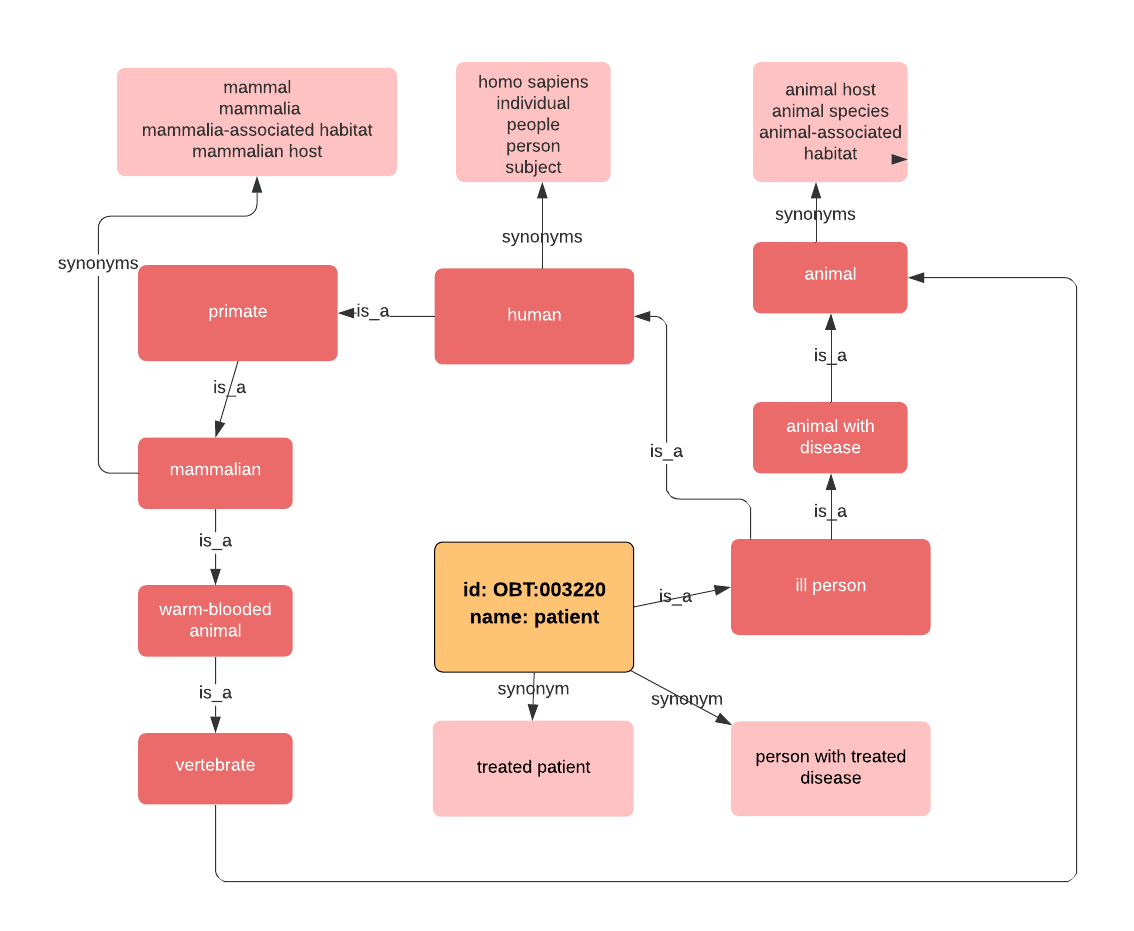 mammal
mammalia
mammalia-associated habitat
mammalian host
homo sapiens
individual
people
person
subject
animal host
animal species
animal-associated
habitat
synonyms
synonyms
synonyms
primate
is_a
human
animal
is_a
is_a
mammalian
is_a
animal with
disease
is_a
is_a
warm-blooded
animal
id: OBT:003220
name: patient
is_a
ill person
is_a
synonym
synonym
vertebrate
treated patient
person with treated
disease